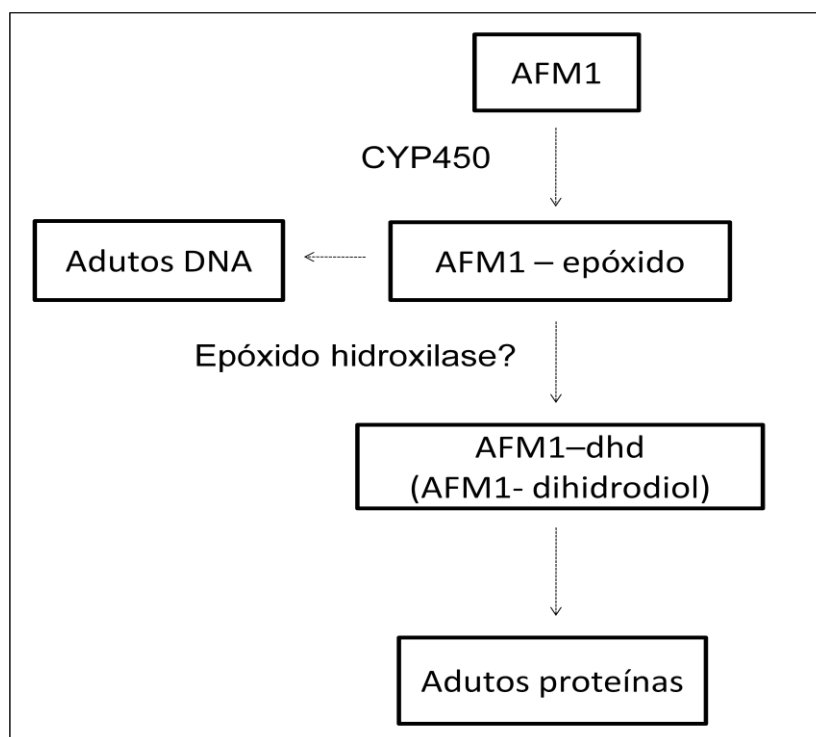 AFM1
CYP450
Adutos DNA
AFM1 – epóxido
Epóxido hidroxilase?
AFM1–dhd
(AFM1- dihidrodiol)
Adutos proteínas